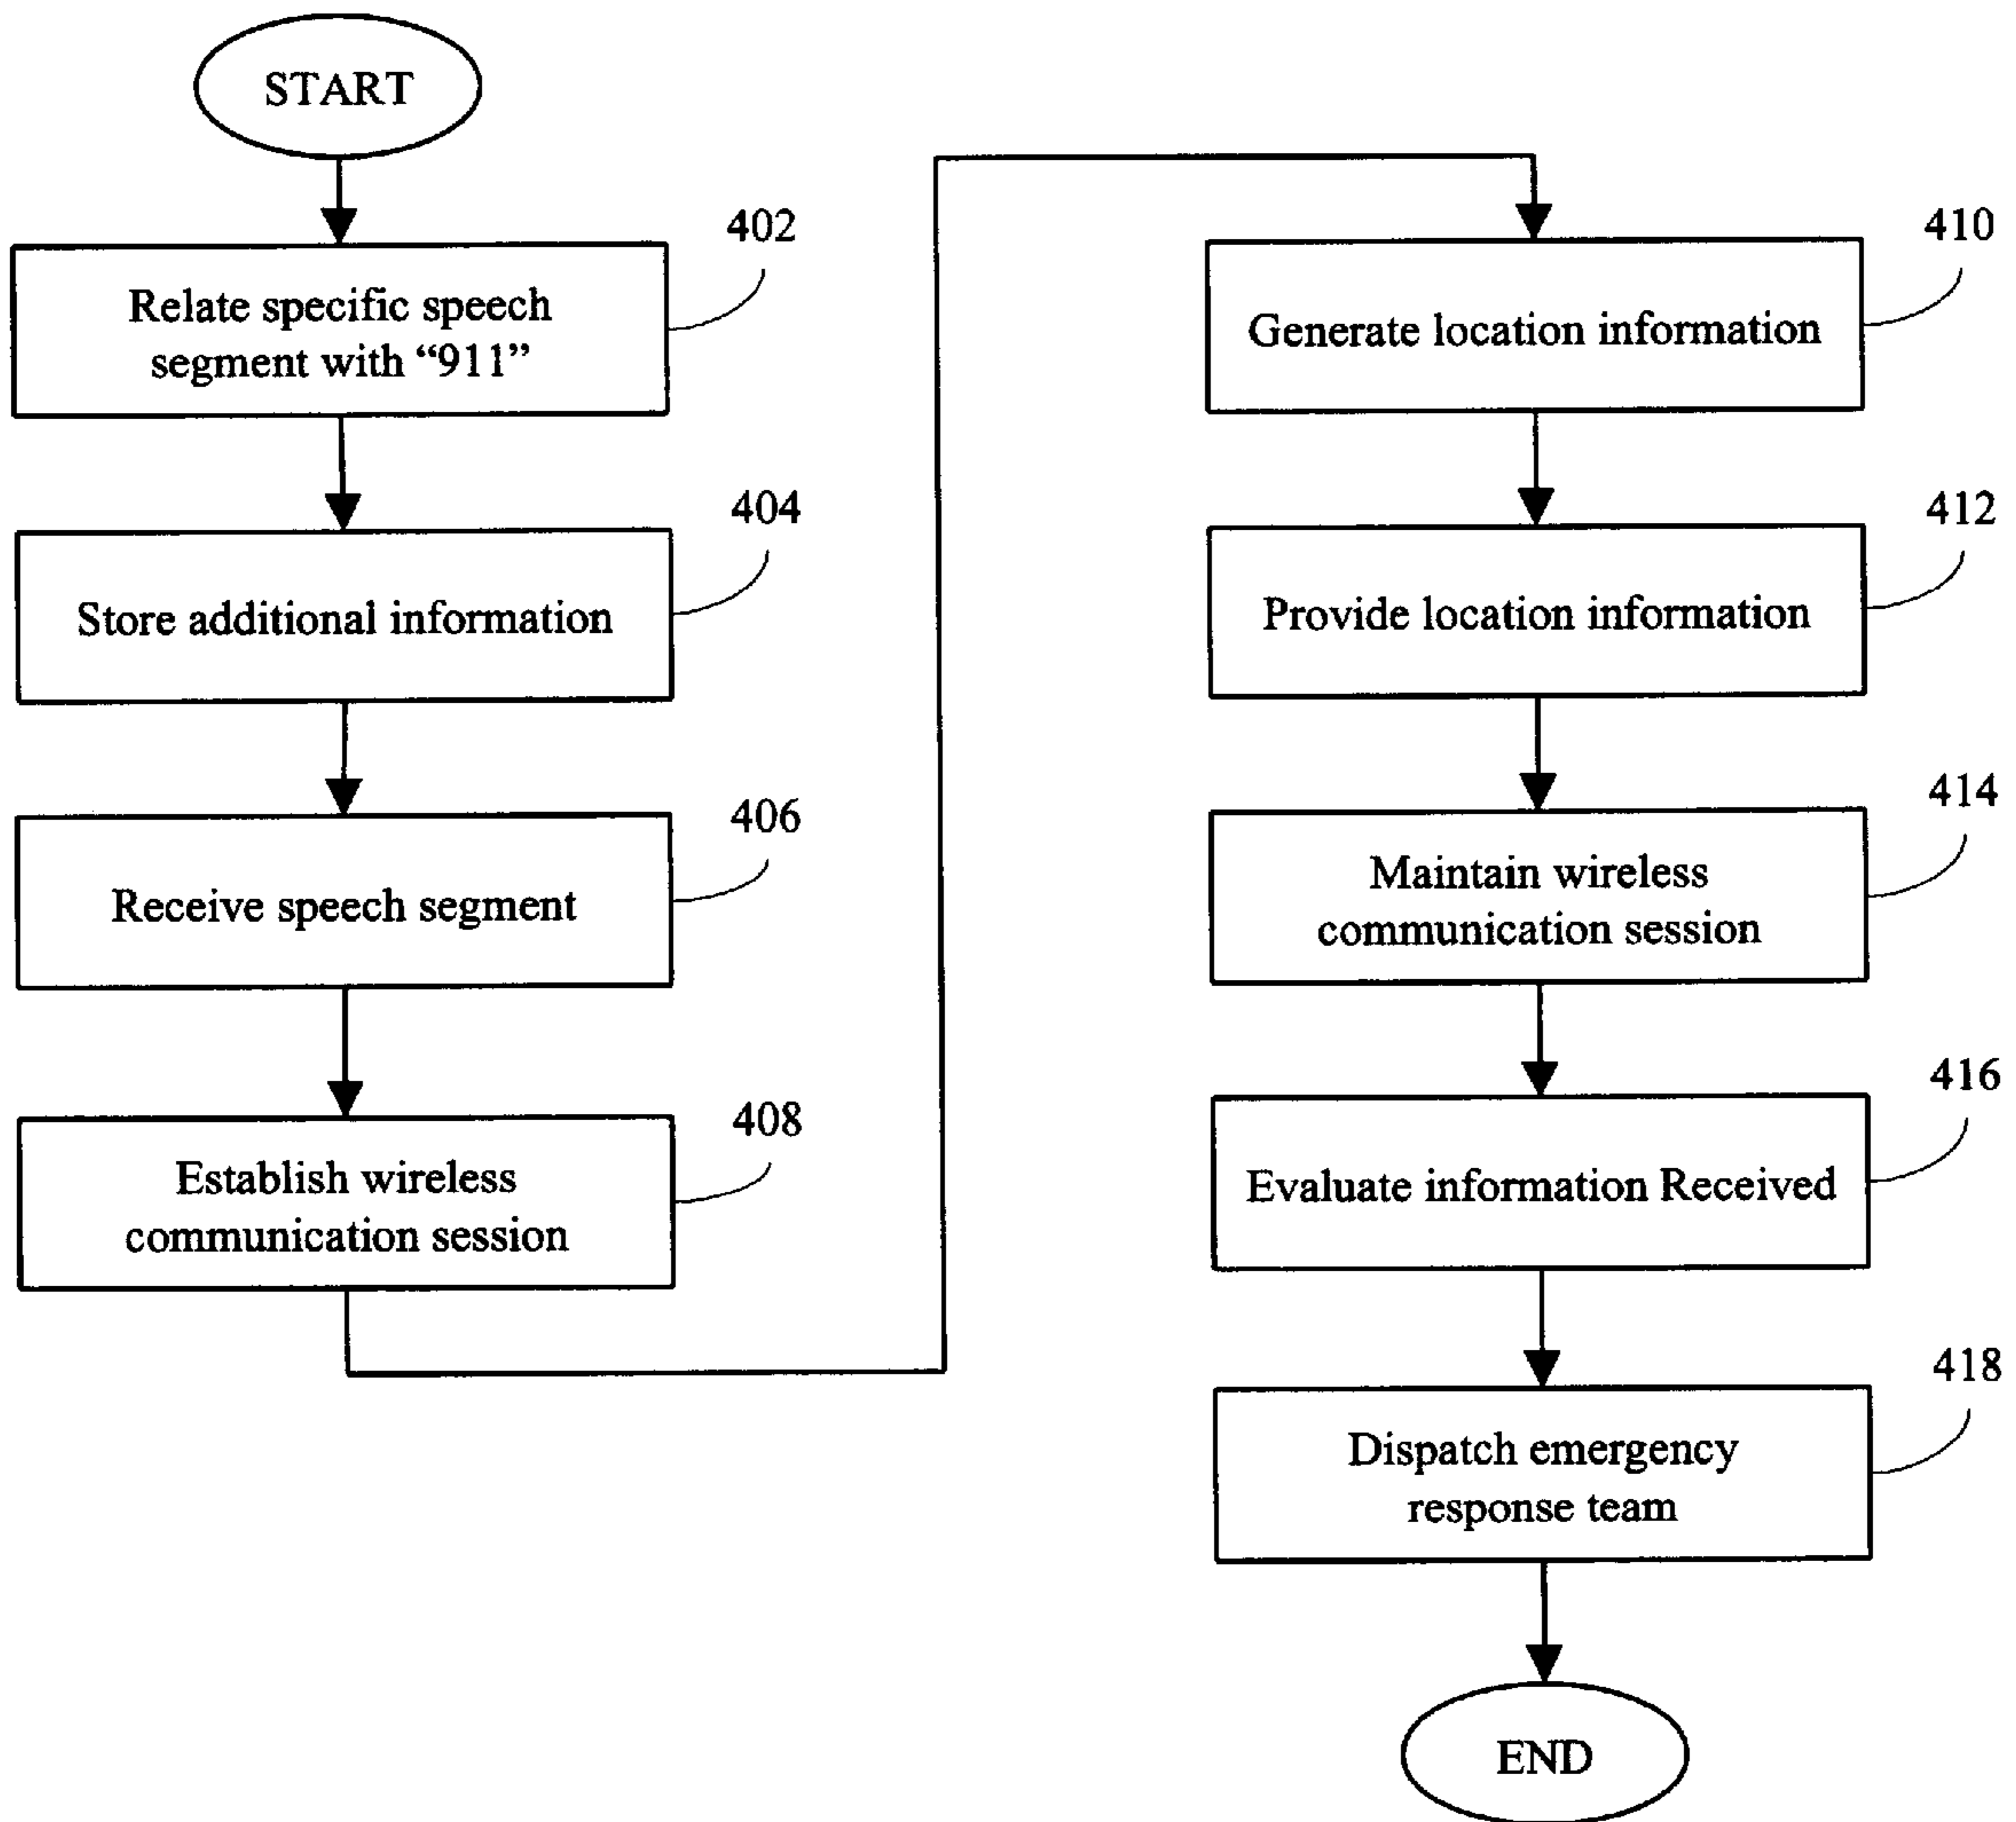 START
402
Relate specific speech
segment with “911”
404
Store additional information
406
Receive speech segment
408
Establish wireless
communication session
410
Generate location information
412
Provide location information
414
Maintain wireless
communication session
416
Evaluate information Received
418
Dispatch emergency
response team
END